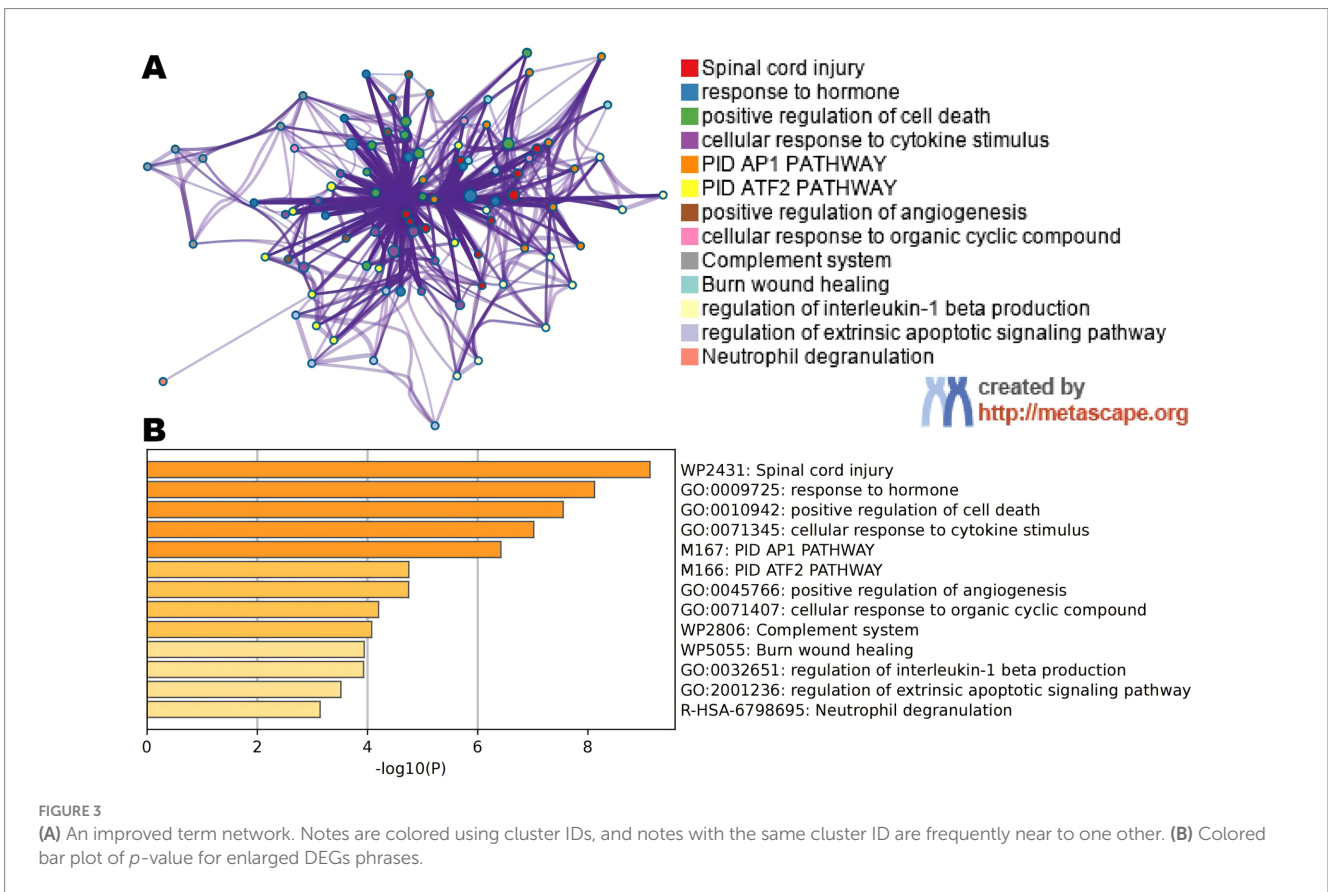 A
Spinal cord injury
response to hormone
positive regulation of cell death
cellular response to cytokine stimulus
PID AP1 PATHWAY
PID ATF2 PATHWAY
positive regulation of angiogenesis
cellular response to organic cyclic compound
Complement system
Burn wound healing
regulation of interleukin-1 beta production
regulation of extrinsic apoptotic signaling pathway
Neutrophil degranulation
created by
http://metascape.org
B
WP2431: Spinal cord injury
GO:0009725: response to hormone
GO:0010942: positive regulation of cell death
GO:0071345: cellular response to cytokine stimulus
M167: PID AP1 PATHWAY
M166: PID ATF2 PATHWAY
GO:0045766: positive regulation of angiogenesis
GO:0071407: cellular response to organic cyclic compound
WP2806: Complement system
WP5055: Burn wound healing
GO:0032651: regulation of interleukin-1 beta production
GO:2001236: regulation of extrinsic apoptotic signaling pathway
R-HSA-6798695: Neutrophil degranulation
0 2 4 6 8
-log10(P)
FIGURE 3
(A) An improved term network. Notes are colored using cluster IDs, and notes with the same cluster ID are frequently near to one other. (B) Colored
bar plot of p-value for enlarged DEGs phrases.